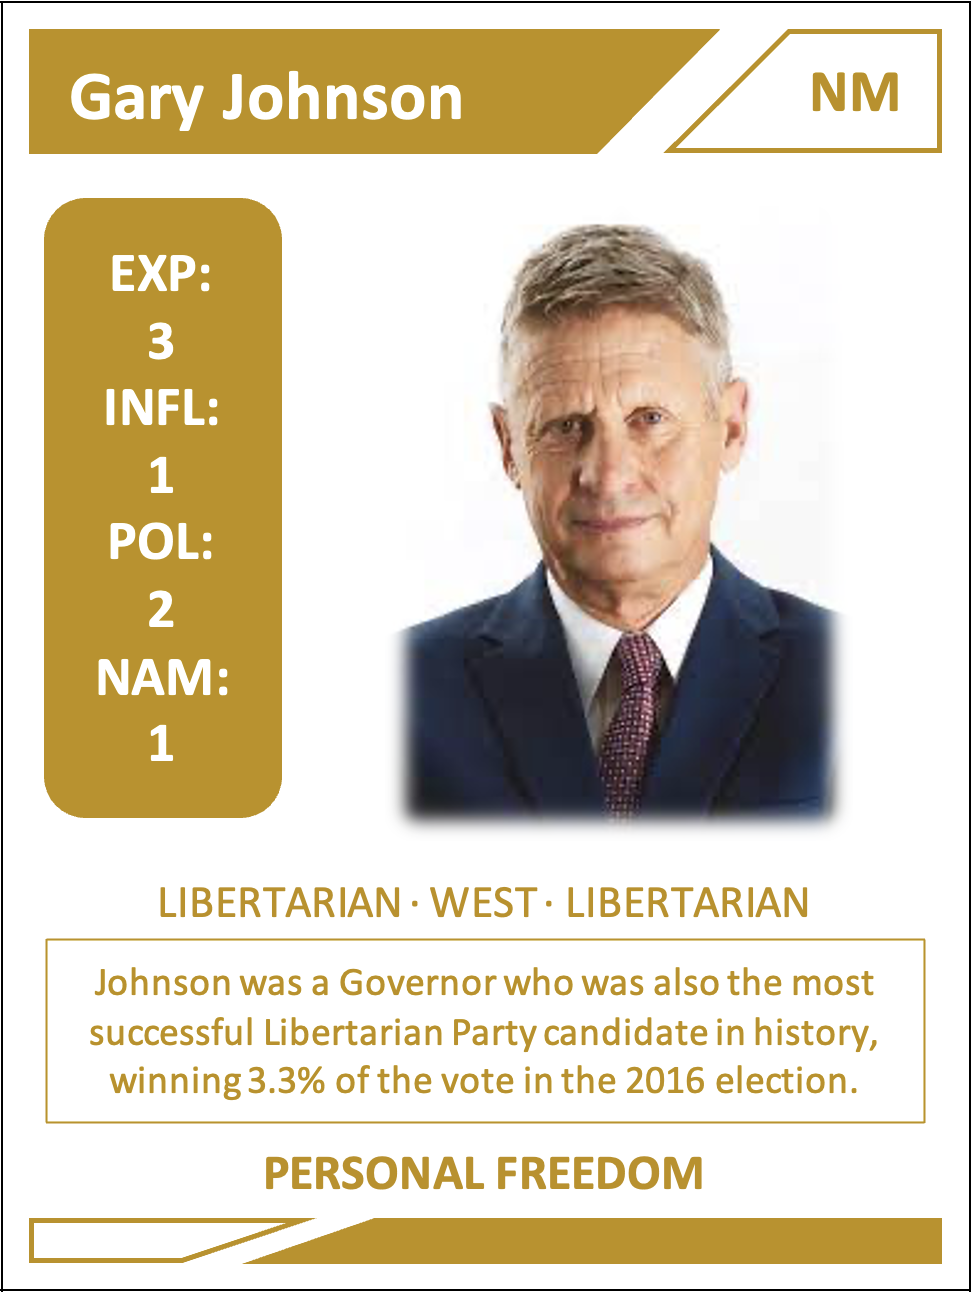 Gary Johnson
NM
EXP:
3
INFL:
1
POL:
2
NAM:
1
LIBERTARIAN · WEST · LIBERTARIAN
Johnson was a Governor who was also the most
successful Libertarian Party candidate in history,
winning 3.3% of the vote in the 2016 election.
PERSONAL FREEDOM